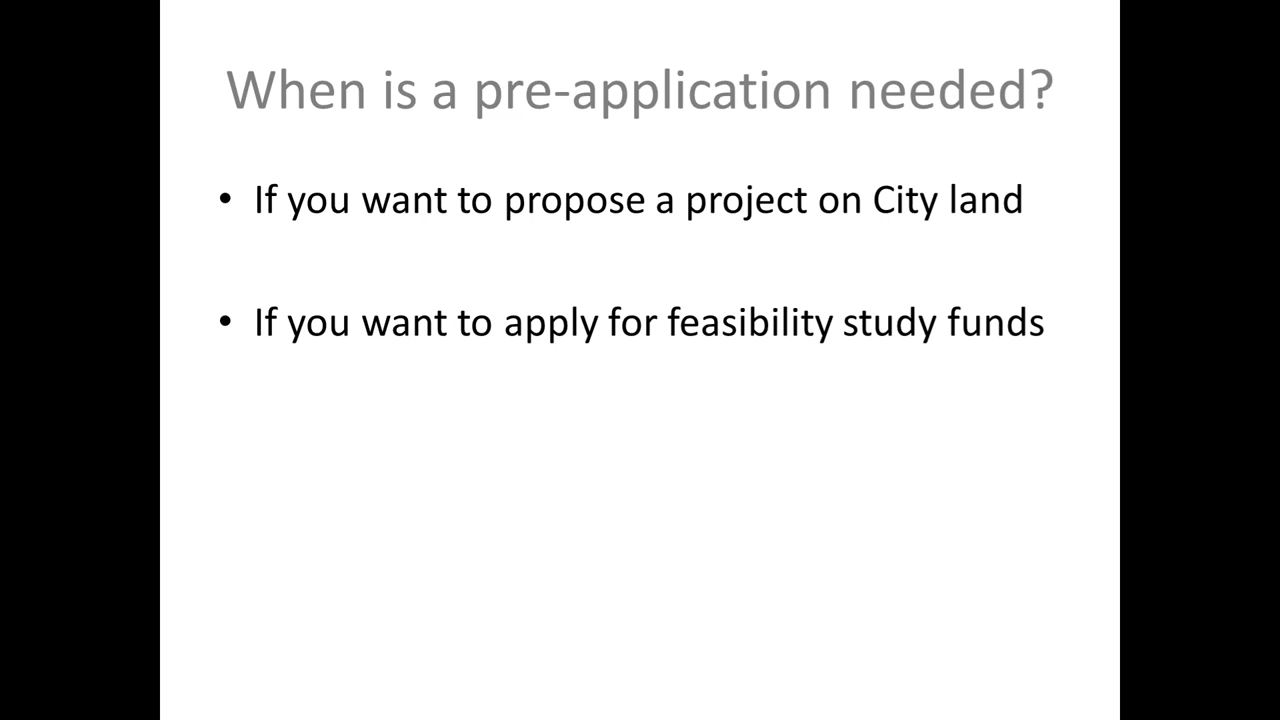 When is a pre-application needed?
• If you want to propose a project on City land
• If you want to apply for feasibility study funds